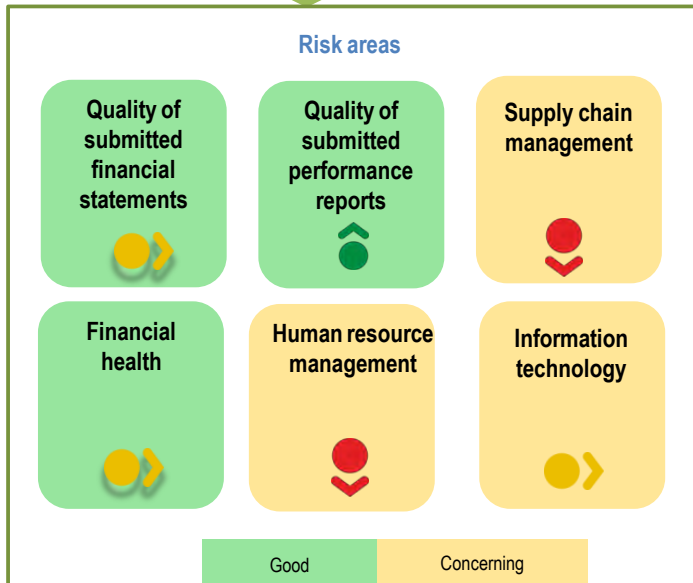 Risk areas
Quality of
submitted
financial
statements
Quality of
submitted
performance
reports
Supply chain
management
Financial
health
Human resource
management
Information
technology
Good
Concerning